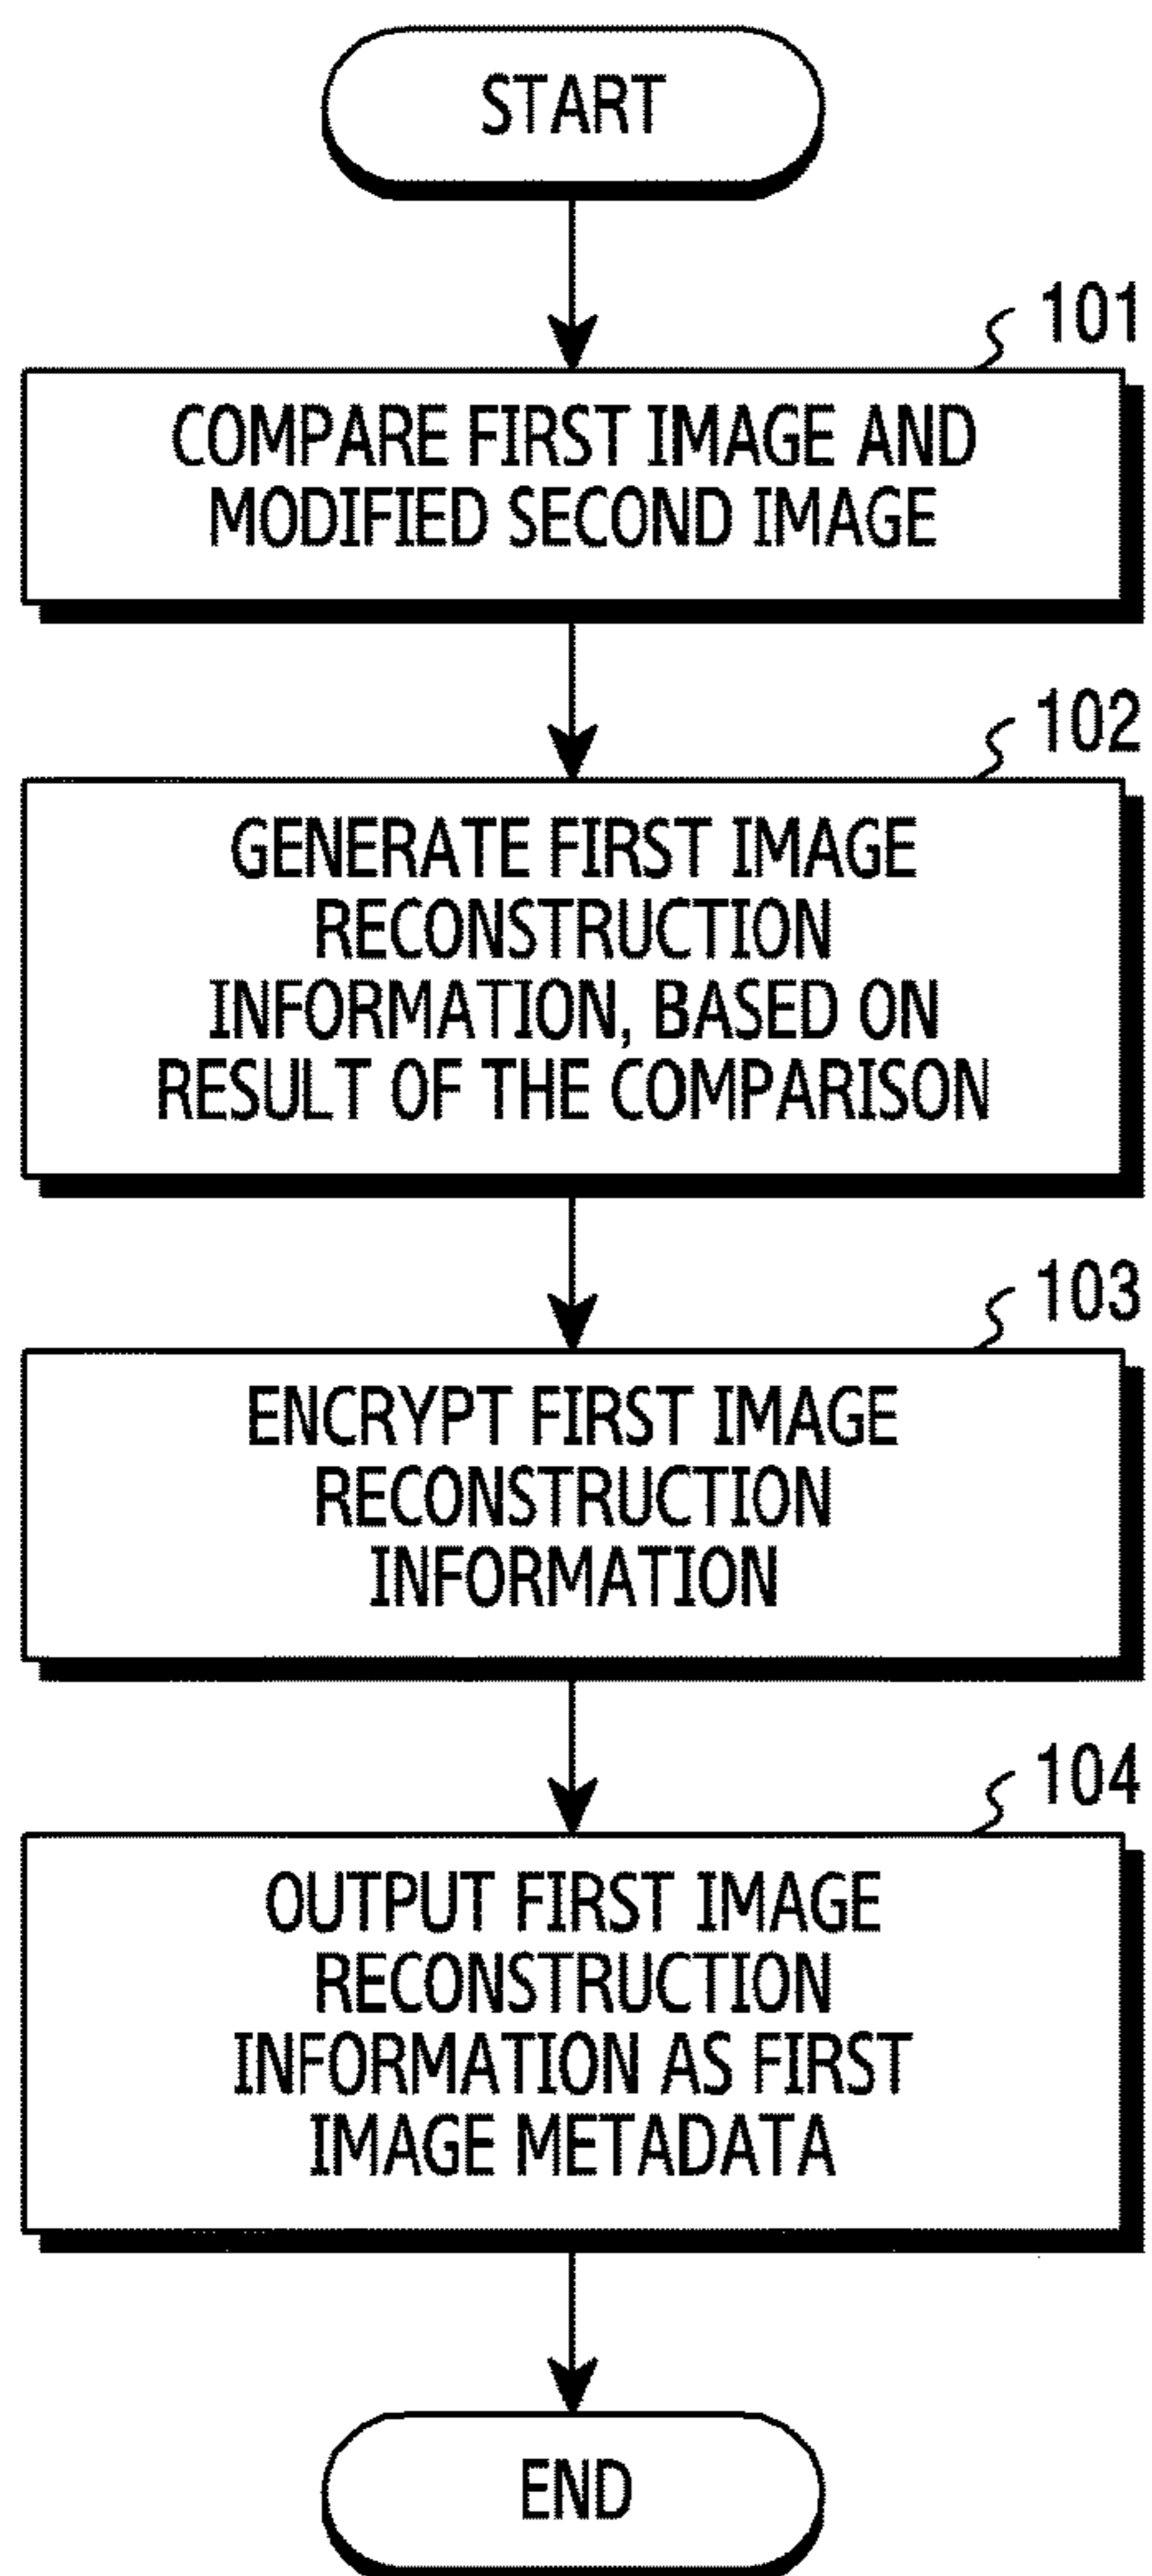 START
101
COMPARE FIRST IMAGE AND
MODIFIED SECOND IMAGE
102
GENERATE FIRST IMAGE
RECONSTRUCTION
INFORMATION, BASED ON
RESULT OF THE COMPARISON
103
ENCRYPT FIRST IMAGE
RECONSTRUCTION
INFORMATION
104
OUTPUT FIRST IMAGE
RECONSTRUCTION
INFORMATION AS FIRST
IMAGE METADATA
END